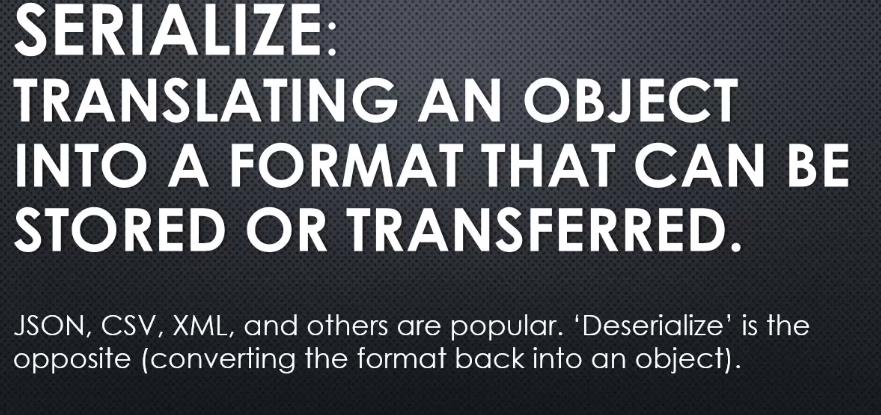 SERIALIZE:
TRANSLATING AN OBJECT
INTO A FORMAT THAT CAN BE
STORED OR TRANSFERRED.
JSON, CSV, XML, and others are popular. ‘Deserialize’ is the
opposite (converting the format back into an object).